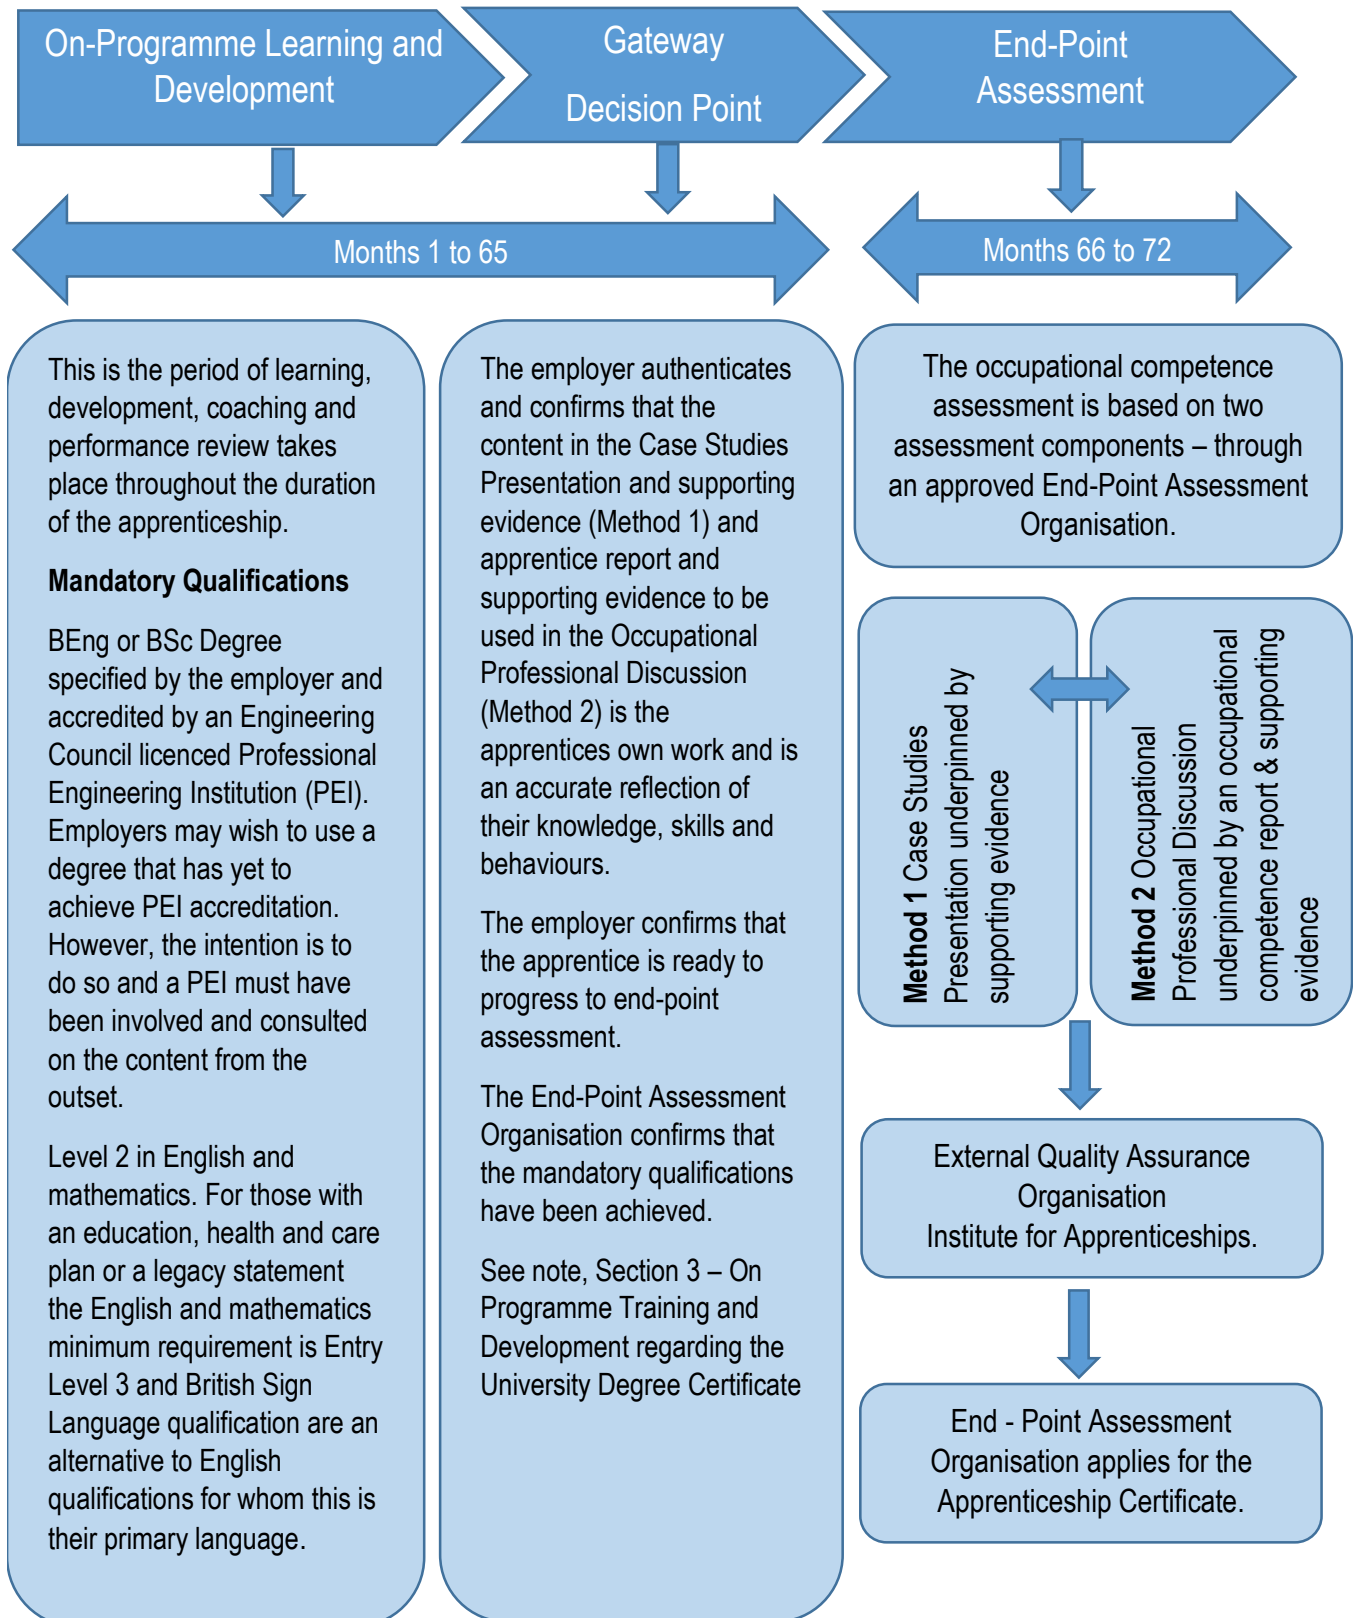 On-Programme Learning and
Development
Gateway
Decision Point
End-Point
Assessment
Months 1 to 65
Months 66 to 72
This is the period of learning,
development, coaching and
performance review takes
place throughout the duration
of the apprenticeship.
Mandatory Qualifications
BEng or BSc Degree
specified by the employer and
accredited by an Engineering
Council licenced Professional
Engineering Institution (PEI).
Employers may wish to use a
degree that has yet to
achieve PEI accreditation.
However, the intention is to
do so and a PEI must have
been involved and consulted
on the content from the
outset.
Level 2 in English and
mathematics. For those with
an education, health and care
plan or a legacy statement
the English and mathematics
minimum requirement is Entry
Level 3 and British Sign
Language qualification are an
alternative to English
qualifications for whom this is
their primary language.
The employer authenticates
and confirms that the
content in the Case Studies
Presentation and supporting
evidence (Method 1) and
apprentice report and
supporting evidence to be
used in the Occupational
Professional Discussion
(Method 2) is the
apprentices own work and is
an accurate reflection of
their knowledge, skills and
behaviours.
The employer confirms that
the apprentice is ready to
progress to end-point
assessment.
The End-Point Assessment
Organisation confirms that
the mandatory qualifications
have been achieved.
See note, Section 3 – On
Programme Training and
Development regarding the
University Degree Certificate
The occupational competence
assessment is based on two
assessment components – through
an approved End-Point Assessment
Organisation.
Method 1 Case Studies
Presentation underpinned by
supporting evidence
Method 2 Occupational
Professional Discussion
underpinned by an occupational
competence report & supporting
evidence
External Quality Assurance
Organisation
Institute for Apprenticeships.
End - Point Assessment
Organisation applies for the
Apprenticeship Certificate.